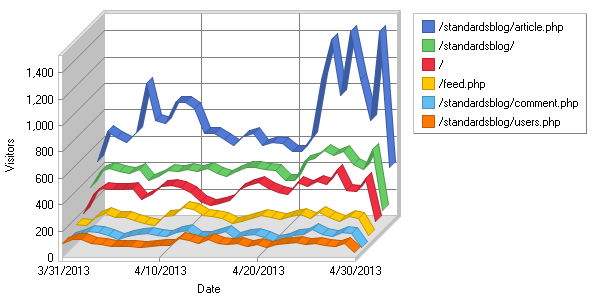 1,400
1,200
1,000
800
600
400
200
0
Visitors
3/31/2013
4/10/2013
4/20/2013
4/30/2013
Date
/standardsblog/article.php
/standardsblog/
/
/feed.php
/standardsblog/comment.php
/standardsblog/users.php